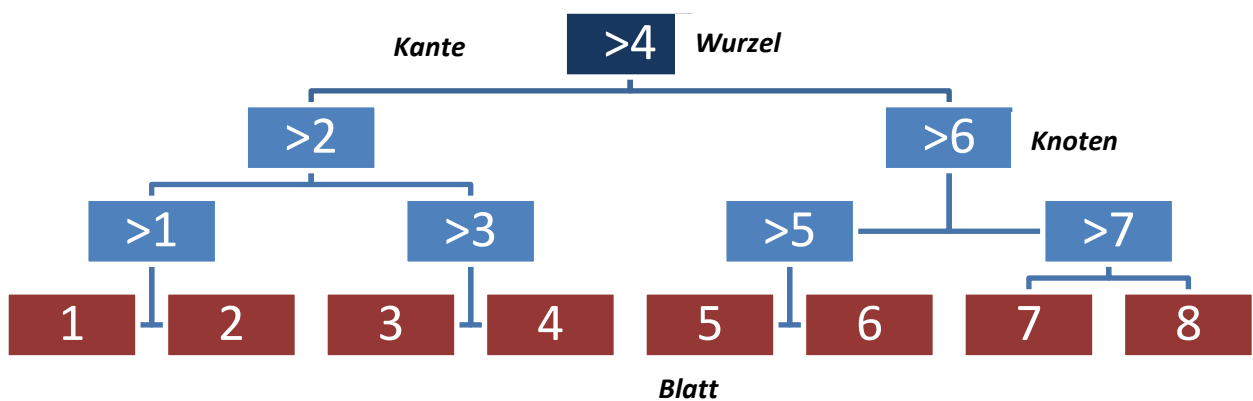 Kante >4 Wurzel
>2 >6 Knoten
>1 >3 >5 >7
1 2 3 4 5 6 7 8
Blatt